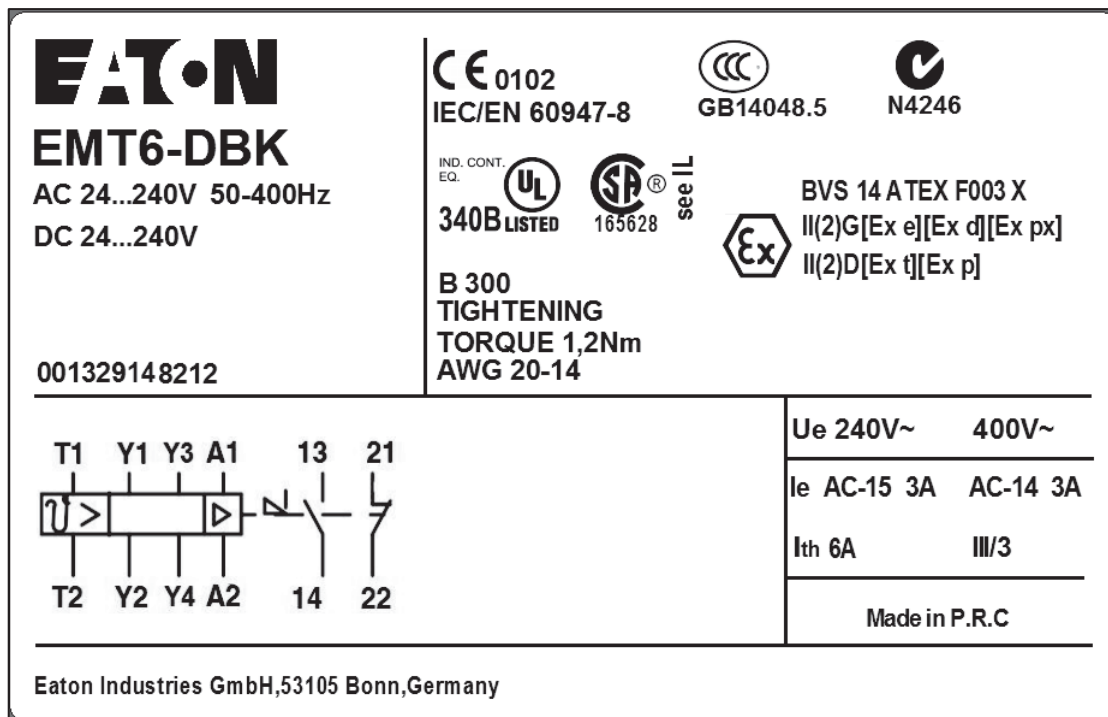 EATON
EMT6-DBK
AC 24...240V 50-400Hz
DC 24...240V
001329148212
CE 0102
IEC/EN 60947-8
CCC
GB14048.5
N4246
IND. CONT.
EQ.
340B UL LISTED
SA ®
165628
see IL
Ex
BVS 14 ATEX F003 X
II(2)G[Ex e][Ex d][Ex px]
II(2)D[Ex t][Ex p]
B 300
TIGHTENING
TORQUE 1,2Nm
AWG 20-14
T1 Y1 Y3 A1 13 21
T2 Y2 Y4 A2 14 22
Ue 240V~ 400V~
Ie AC-15 3A AC-14 3A
Ith 6A III/3
Made in P.R.C
Eaton Industries GmbH,53105 Bonn,Germany